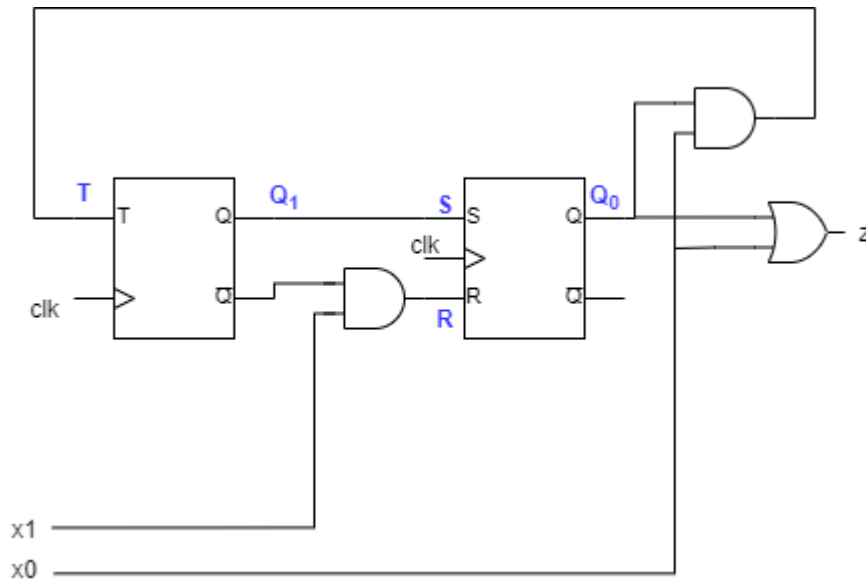 T Q₁ S Q₀
T Q S Q
clk
z
clk Q̅ R Q̅
R
x1
x0